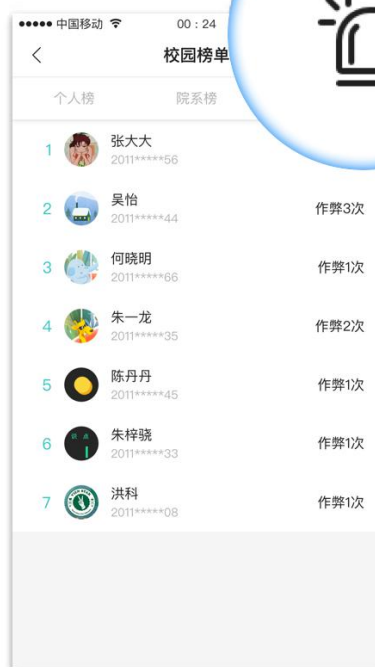 中国移动 00：24
校园榜单
个人榜 院系榜
1 张大大
2011*****56
2 吴怡
2011*****44
作弊3次
3 何晓明
2011*****66
作弊1次
4 朱一龙
2011*****35
作弊2次
5 陈丹丹
2011*****45
作弊1次
6 朱梓骁
2011*****33
作弊1次
7 洪科
2011*****08
作弊1次